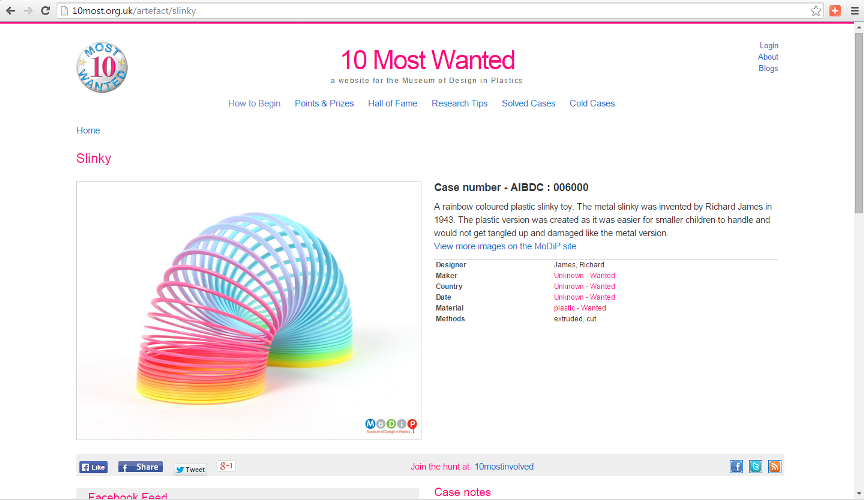 10most.org.uk/artefact/slinky
MOST
10
WANTED
10 Most Wanted
a website for the Museum of Design in Plastics
Login
About
Blogs
How to Begin Points & Prizes Hall of Fame Research Tips Solved Cases Cold Cases
Home
Slinky
Case number - AIBDC : 006000
A rainbow coloured plastic slinky toy. The metal slinky was invented by Richard James in
1943. The plastic version was created as it was easier for smaller children to handle and
would not get tangled up and damaged like the metal version.
View more images on the MoDiP site
Designer James, Richard
Maker Unknown - Wanted
Country Unknown - Wanted
Date Unknown - Wanted
Material plastic - Wanted
Methods extruded, cut
MoDiP
Museum of Design in Plastics
Like Share Tweet g+1
Join the hunt at: 10mostinvolved
Facebook Feed
Case notes